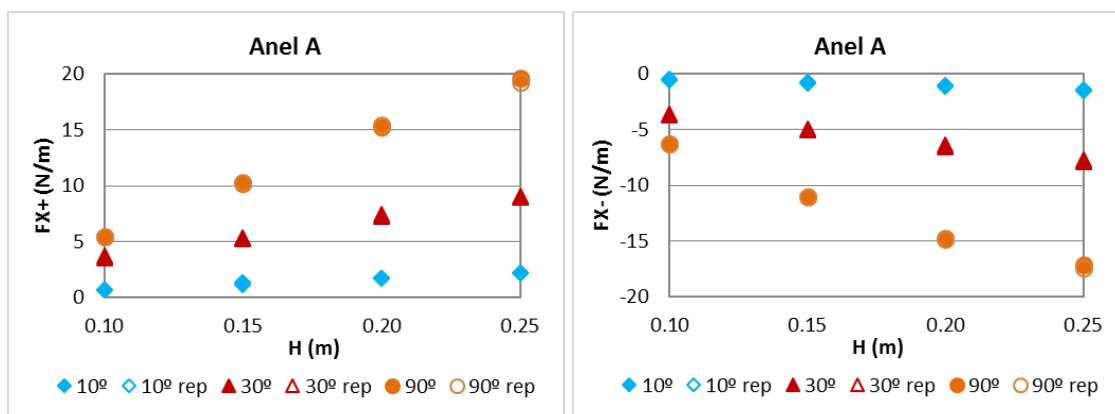 Anel A
FX+ (N/m)
20
15
10
5
0
0.10 0.15 0.20 0.25
H (m)
10º 10º rep 30º 30º rep 90º 90º rep
Anel A
FX- (N/m)
0
-5
-10
-15
-20
0.10 0.15 0.20 0.25
H (m)
10º 10º rep 30º 30º rep 90º 90º rep